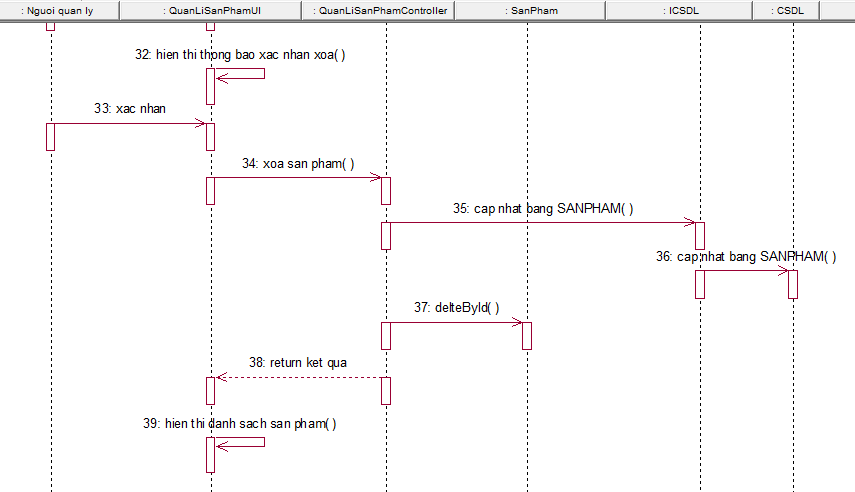 : Nguoi quan ly : QuanLiSanPhamUI : QuanLiSanPhamController : SanPham : ICSDL : CSDL
32: hien thi thong bao xac nhan xoa( )
33: xac nhan
34: xoa san pham( )
35: cap nhat bang SANPHAM( )
36: cap nhat bang SANPHAM( )
37: delteById( )
38: return ket qua
39: hien thi danh sach san pham( )